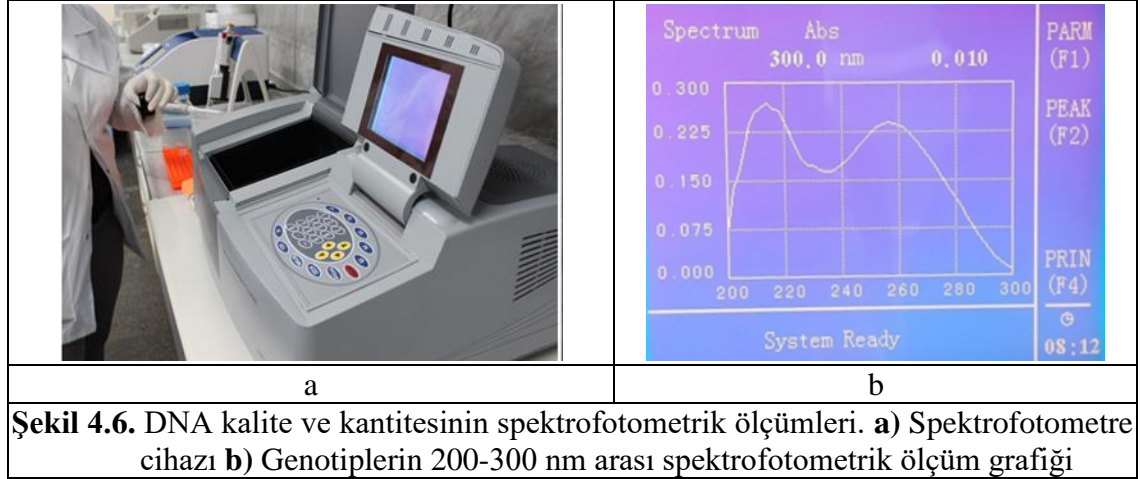 Spectrum Abs
300.0 nm 0.010
0.300
0.225
0.150
0.075
0.000
200 220 240 260 280 300
System Ready
PARM
(F1)
PEAK
(F2)
PRIN
(F4)
08:12
a
b
Şekil 4.6. DNA kalite ve kantitesinin spektrofotometrik ölçümleri. a) Spektrofotometre
cihazı b) Genotiplerin 200-300 nm arası spektrofotometrik ölçüm grafiği